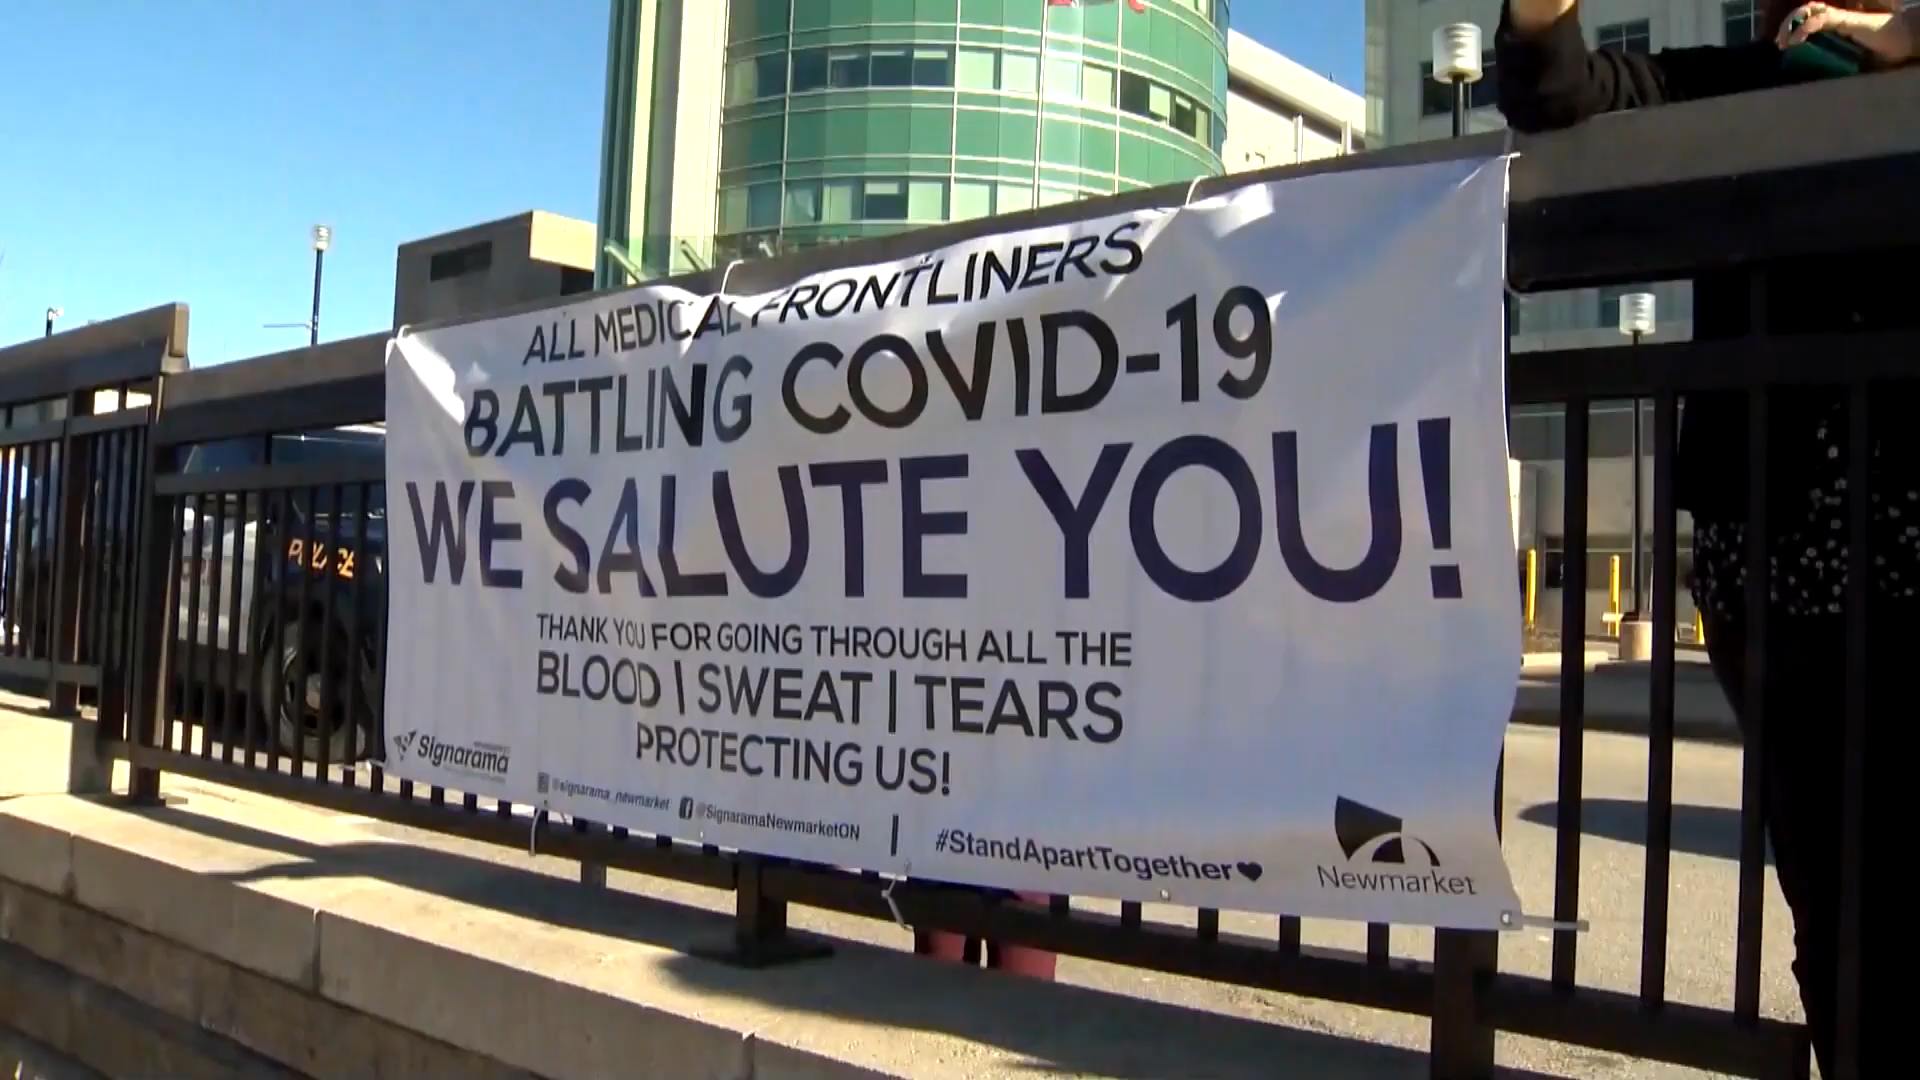 ALL MEDICAL FRONTLINERS
BATTLING COVID-19
WE SALUTE YOU!
THANK YOU FOR GOING THROUGH ALL THE
BLOOD | SWEAT | TEARS
PROTECTING US!
Signarama
@signarama_newmarket @SignaramaNewmarketON | #StandApartTogether
Newmarket
POLICE